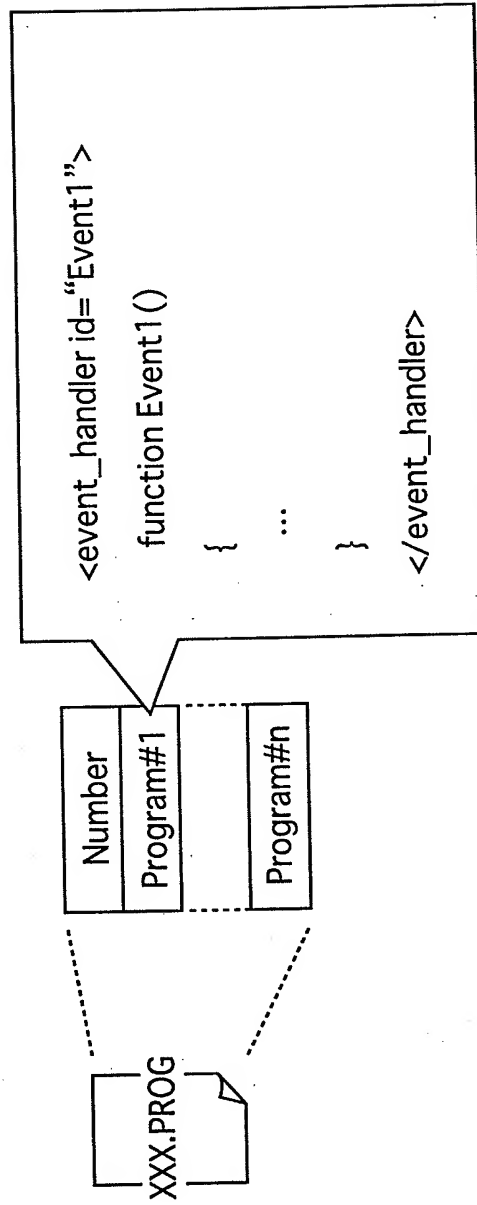 XXX.PROG
Number
Program#1
Program#n
<event_handler id=“Event1”>
function Event1()
{
...
}
</event_handler>